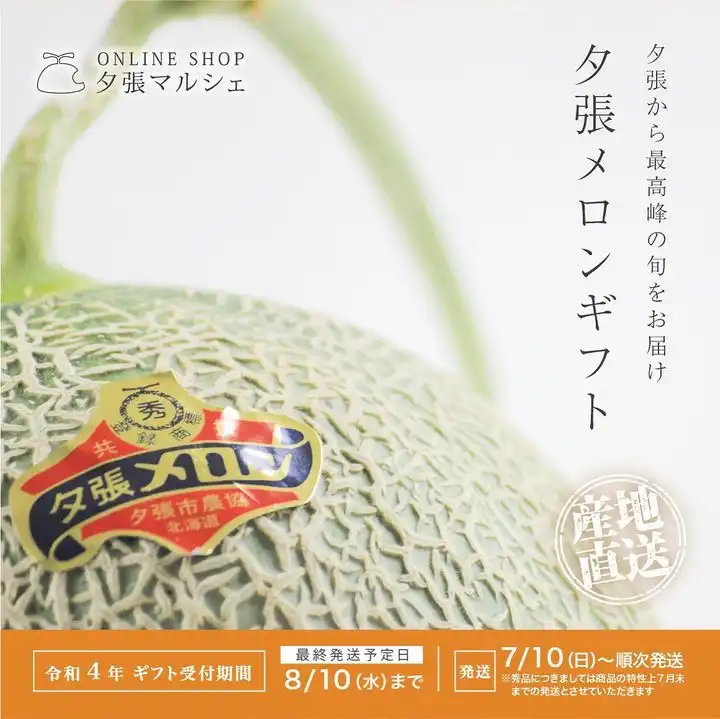 ONLINE SHOP
夕張マルシェ
夕張から最高峰の旬をお届け
夕張メロンギフト
秀
共
夕張メロン
夕張市農協
北海道
産地
直送
令和4年 ギフト受付期間
最終発送予定日
8/10(水)まで
発送
7/10(日)〜順次発送
※秀品につきましては商品の特性上7月末
までの発送とさせていただきます